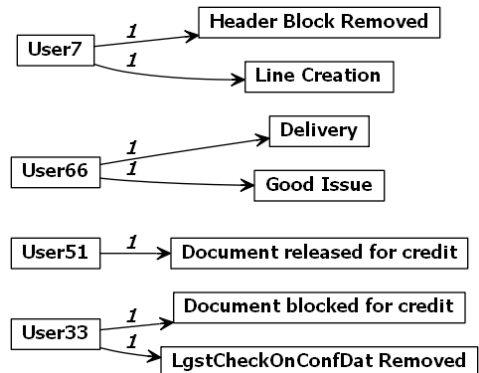 Header Block Removed
User7
1
1
Line Creation
Delivery
User66
1
1
Good Issue
User51
1
Document released for credit
Document blocked for credit
User33
1
1
LgstCheckOnConfDat Removed